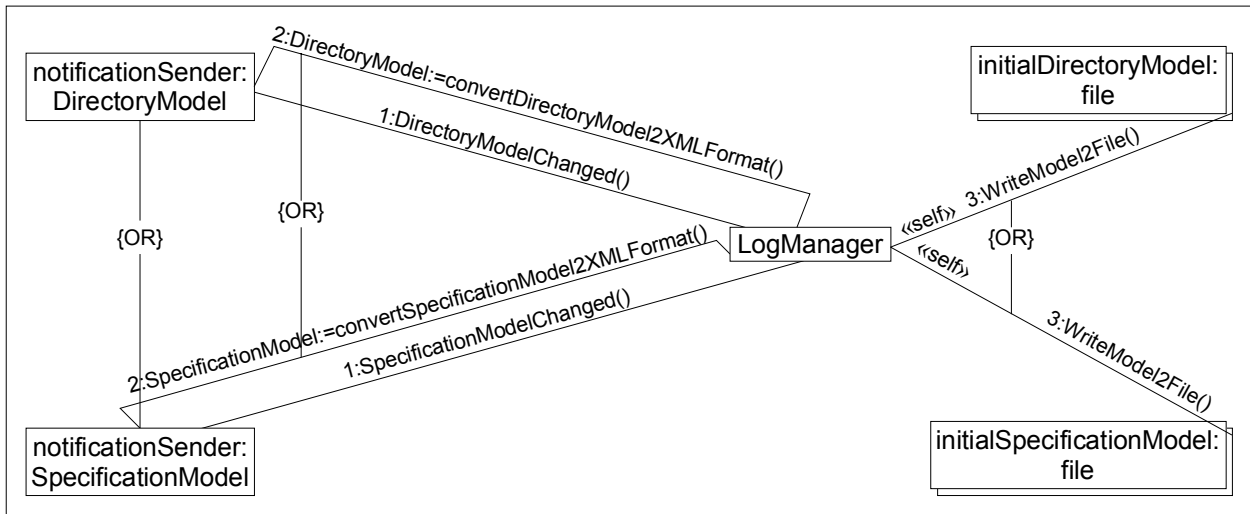 notificationSender:
DirectoryModel
2:DirectoryModel:=convertDirectoryModel2XMLFormat()
1:DirectoryModelChanged()
initialDirectoryModel:
file
{OR}
{OR}
LogManager
«self» 3:WriteModel2File()
{OR}
«self»
3:WriteModel2File()
2:SpecificationModel:=convertSpecificationModel2XMLFormat()
1:SpecificationModelChanged()
notificationSender:
SpecificationModel
initialSpecificationModel:
file